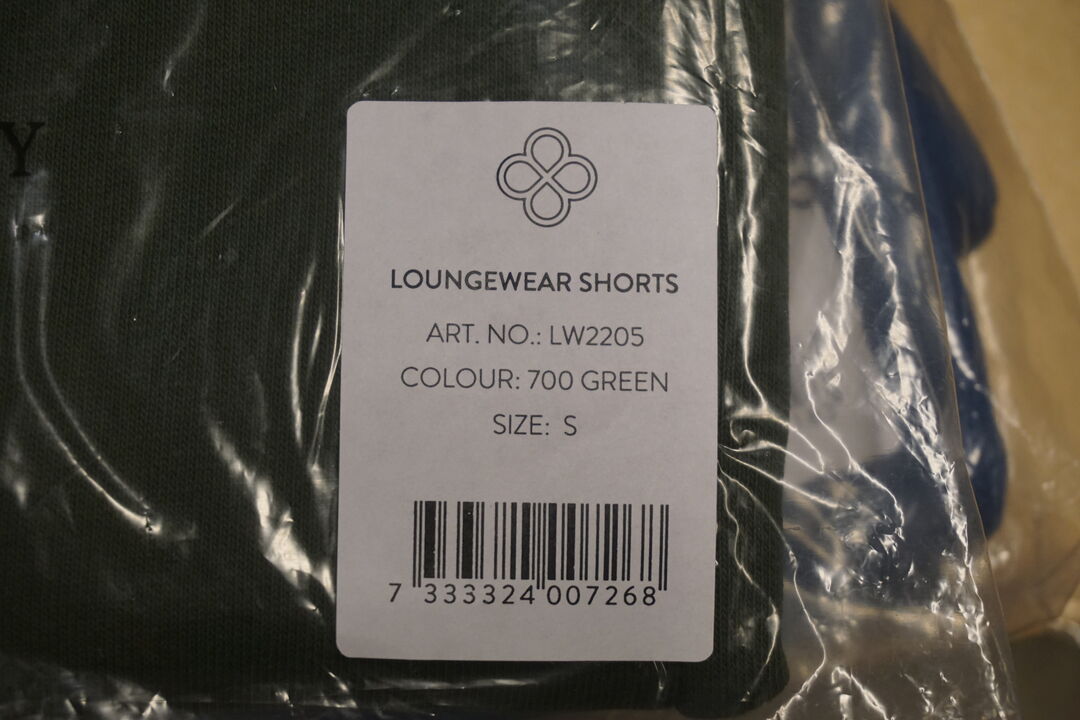 Y
LOUNGEWEAR SHORTS
ART. NO.: LW2205
COLOUR: 700 GREEN
SIZE: S
7 333324 007268